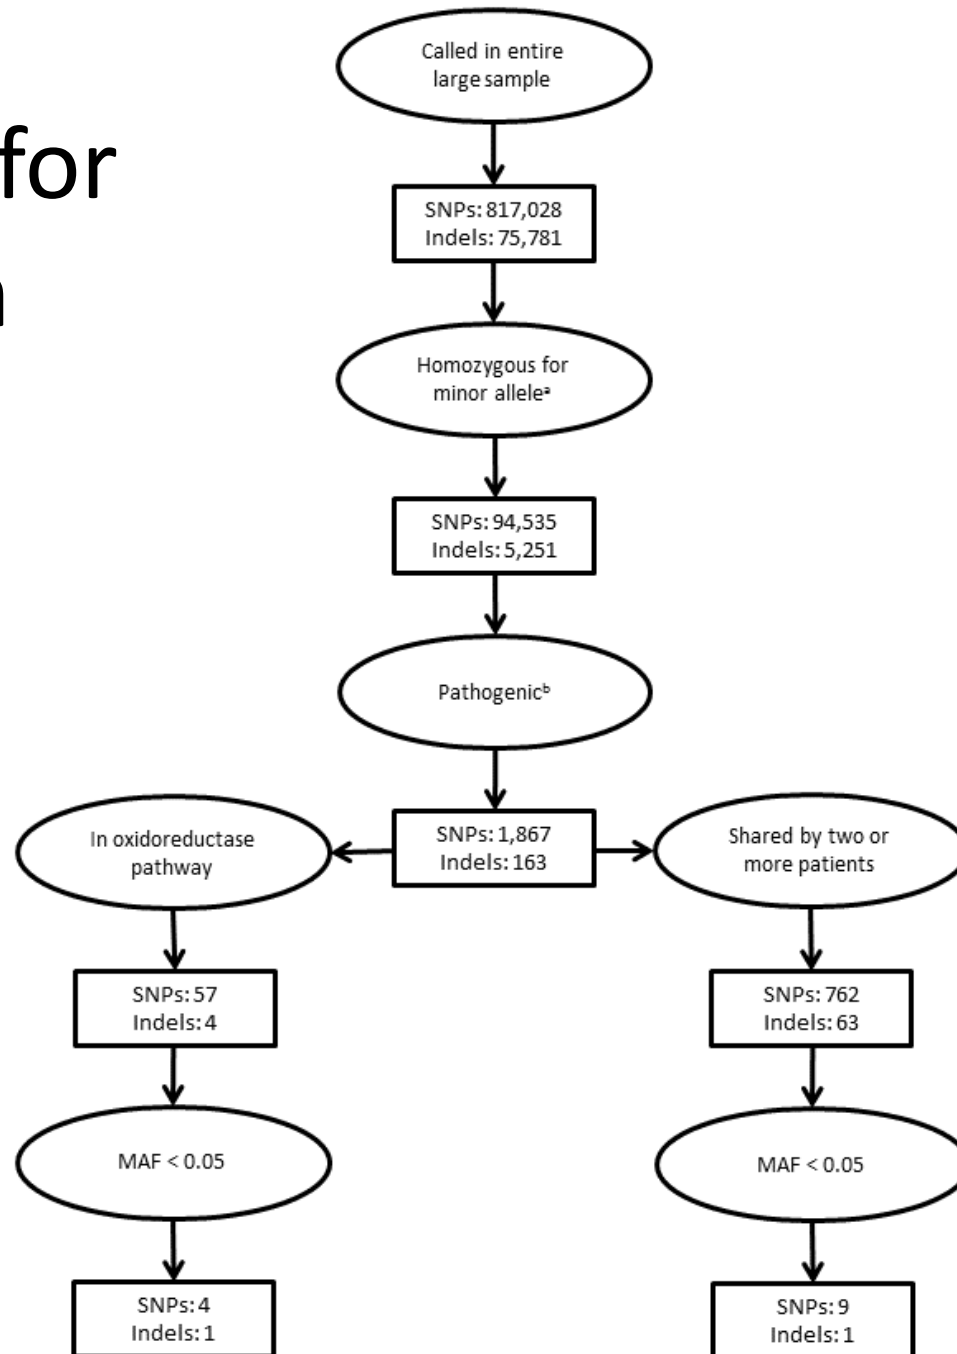 for
Called in entire
large sample
SNPs: 817,028
Indels: 75,781
Homozygous for
minor alleleᵃ
SNPs: 94,535
Indels: 5,251
Pathogenicᵇ
SNPs: 1,867
Indels: 163
In oxidoreductase
pathway
SNPs: 57
Indels: 4
MAF < 0.05
SNPs: 4
Indels: 1
Shared by two or
more patients
SNPs: 762
Indels: 63
MAF < 0.05
SNPs: 9
Indels: 1